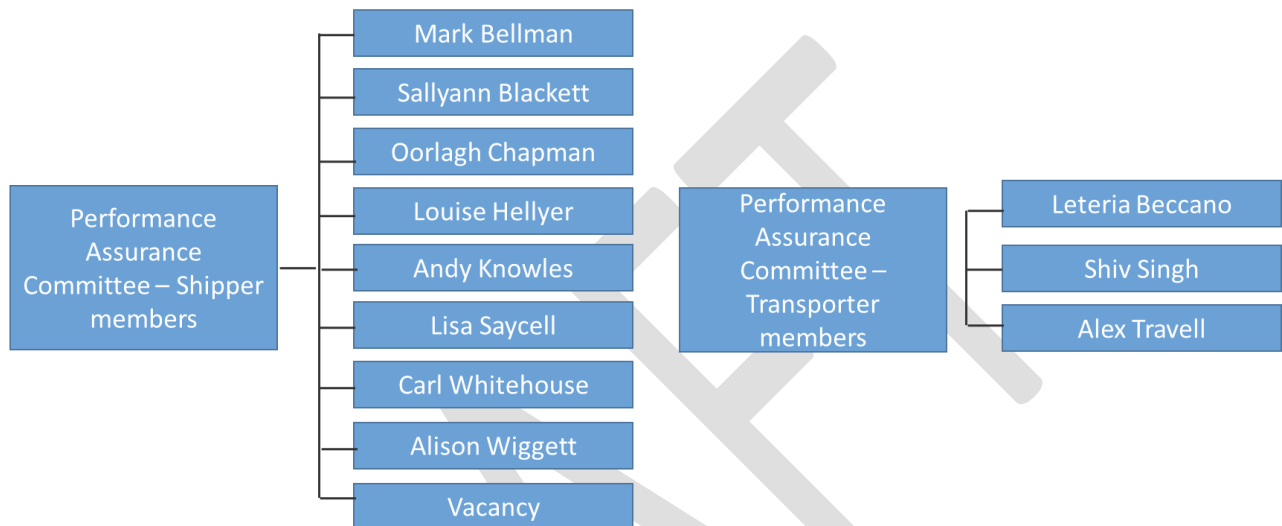 Performance
Assurance
Committee – Shipper
members
Mark Bellman
Sallyann Blackett
Oorlagh Chapman
Louise Hellyer
Andy Knowles
Lisa Saycell
Carl Whitehouse
Alison Wiggett
Vacancy
Performance
Assurance
Committee –
Transporter
members
Leteria Beccano
Shiv Singh
Alex Travell